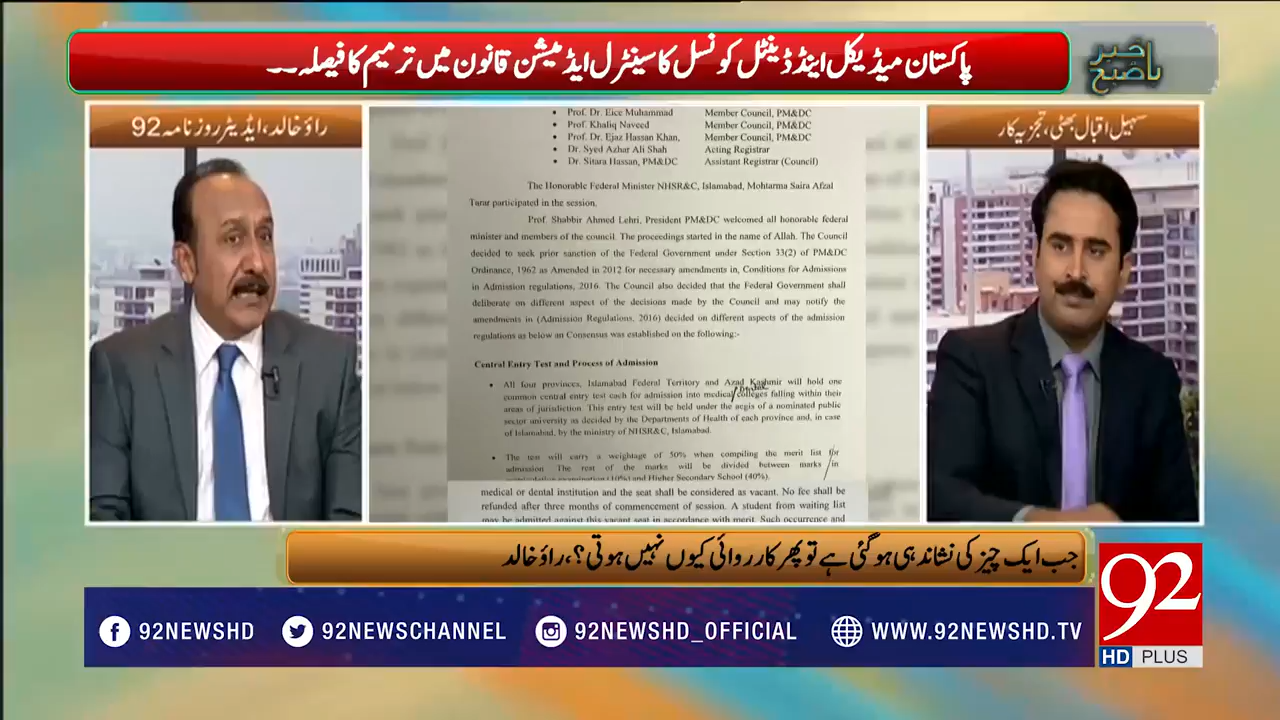 پاکستان میڈیکل اینڈ ڈینٹل کونسل کا سینٹرل ایڈمیشن قانون میں ترمیم کا فیصلہ۔۔
باخبر صبح
راؤ خالد، ایڈیٹر روزنامہ 92
سہیل اقبال بھٹی، تجزیہ کار
• Prof. Dr. Eice Muhammad Member Council, PM&DC
• Prof. Khaliq Naveed Member Council, PM&DC
• Prof. Dr. Ejaz Hassan Khan, Member Council, PM&DC
• Dr. Syed Azhar Ali Shah Acting Registrar
• Dr. Sitara Hassan, PM&DC Assistant Registrar (Council)
The Honorable Federal Minister NHSR&C, Islamabad, Mohtarma Saira Afzal
Tarar participated in the session.
Prof. Shabbir Ahmed Lehri, President PM&DC welcomed all honorable federal
minister and members of the council. The proceedings started in the name of Allah. The Council
decided to seek prior sanction of the Federal Government under Section 33(2) of PM&DC
Ordinance, 1962 as Amended in 2012 for necessary amendments in, Conditions for Admissions
in Admission regulations, 2016. The Council also decided that the Federal Government shall
deliberate on different aspect of the decisions made by the Council and may notify the
amendments in (Admission Regulations, 2016) decided on different aspects of the admission
regulations as below an Consensus was established on the following:-
Central Entry Test and Process of Admission
• All four provinces, Islamabad Federal Territory and Azad Kashmir will hold one
common central entry test each for admission into medical/colleges falling within their
areas of jurisdiction. This entry test will be held under the aegis of a nominated public
sector university as decided by the Departments of Health of each province and, in case
of Islamabad, by the ministry of NHSR&C, Islamabad.
• The test will carry a weightage of 50% when compiling the merit list for
admission. The rest of the marks will be divided between marks in
examination (10%) and Higher Secondary School (40%).
medical or dental institution and the seat shall be considered as vacant. No fee shall be
refunded after three months of commencement of session. A student from waiting list
may be admitted against this vacant seat in accordance with merit. Such occurrence and
جب ایک چیز کی نشاندہی ہو گئی ہے تو پھر کارروائی کیوں نہیں ہوتی؟، راؤ خالد
92
HD PLUS
92NEWSHD
92NEWSCHANNEL
92NEWSHD_OFFICIAL
WWW.92NEWSHD.TV